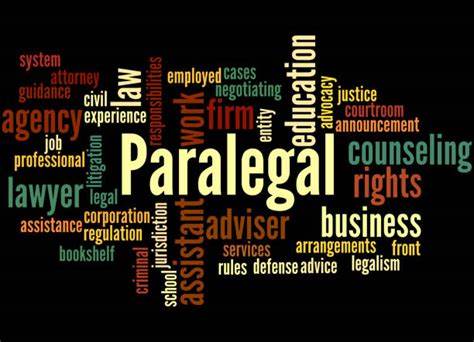 system
attorney
guidance
agency
job
professional
lawyer
assistance
civil
experience
litigation
legal
corporation
regulation
bookshelf
law
responsibilities
employed
work
cases
negotiating
firm
entity
education
advocacy
justice
courtroom
announcement
Paralegal
counseling
rights
business
criminal
jurisdiction
school
assistant
adviser
services
rules
defense
advice
arrangements
front
legalism